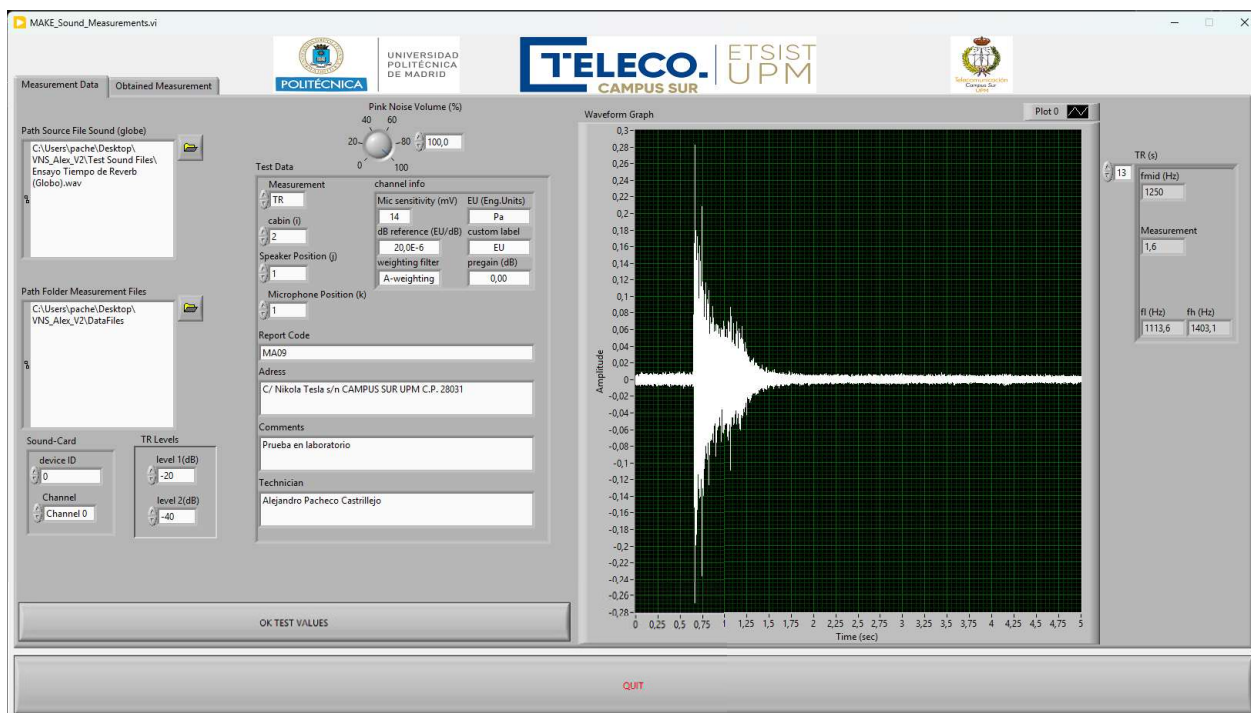 MAKE_Sound_Measurements.vi
POLITÉCNICA
UNIVERSIDAD
POLITÉCNICA
DE MADRID
TELECO.
CAMPUS SUR
ETSIST
UPM
Telecomunicación
Campus Sur
UPM
Measurement Data
Obtained Measurement
Path Source File Sound (globe)
C:\Users\pache\Desktop\
VNS_Alex_V2\Test Sound Files\
Ensayo Tiempo de Reverb
(Globo).wav
Path Folder Measurement Files
C:\Users\pache\Desktop\
VNS_Alex_V2\DataFiles
Sound-Card
device ID
0
Channel
Channel 0
TR Levels
level 1(dB)
-20
level 2(dB)
-40
Pink Noise Volume (%)
0
20
40
60
80
100
100,0
Test Data
Measurement
TR
cabin (i)
2
Speaker Position (j)
1
Microphone Position (k)
1
channel info
Mic sensitivity (mV)
14
EU (Eng.Units)
Pa
dB reference (EU/dB)
20,0E-6
custom label
EU
weighting filter
A-weighting
pregain (dB)
0,00
Report Code
MA09
Adress
C/ Nikola Tesla s/n CAMPUS SUR UPM C.P. 28031
Comments
Prueba en laboratorio
Technician
Alejandro Pacheco Castrillejo
OK TEST VALUES
Waveform Graph
Plot 0
Amplitude
0,3
0,28
0,26
0,24
0,22
0,2
0,18
0,16
0,14
0,12
0,1
0,08
0,06
0,04
0,02
0
-0,02
-0,04
-0,06
-0,08
-0,1
-0,12
-0,14
-0,16
-0,18
-0,2
-0,22
-0,24
-0,26
-0,28
0 0,25 0,5 0,75 1 1,25 1,5 1,75 2 2,25 2,5 2,75 3 3,25 3,5 3,75 4 4,25 4,5 4,75 5
Time (sec)
TR (s)
13
fmid (Hz)
1250
Measurement
1,6
fl (Hz)
1113,6
fh (Hz)
1403,1
QUIT